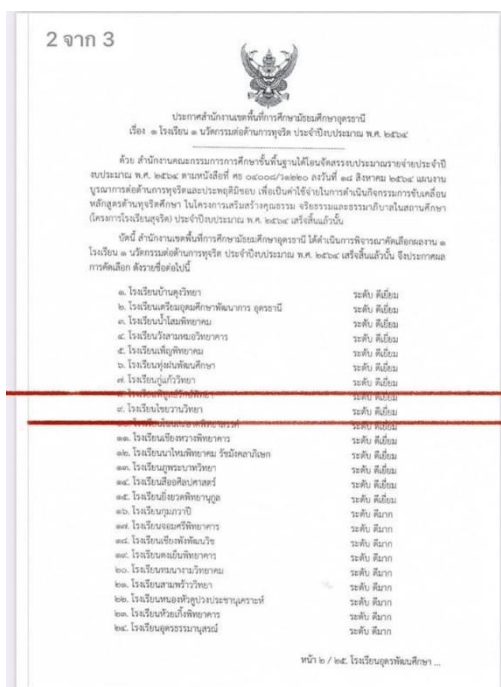 2 จาก 3
ประกาศสำนักงานเขตพื้นที่การศึกษามัธยมศึกษาอุดรธานี
เรื่อง ๑ โรงเรียน ๑ นวัตกรรมต่อต้านการทุจริต ประจำปีงบประมาณ พ.ศ. ๒๕๖๔
ด้วย สำนักงานคณะกรรมการการศึกษาขั้นพื้นฐานได้โอนจัดสรรงบประมาณรายจ่ายประจำปี
งบประมาณ พ.ศ. ๒๕๖๔ ตามหนังสือที่ ศธ ๐๔๐๐๘/ว๑๒๒๐ ลงวันที่ ๑๘ สิงหาคม ๒๕๖๔ แผนงาน
บูรณาการต่อต้านการทุจริตและประพฤติมิชอบ เพื่อเป็นค่าใช้จ่ายในการดำเนินกิจกรรมการขับเคลื่อน
หลักสูตรต้านทุจริตศึกษา ในโครงการเสริมสร้างคุณธรรม จริยธรรมและธรรมาภิบาลในสถานศึกษา
(โครงการโรงเรียนสุจริต) ประจำปีงบประมาณ พ.ศ. ๒๕๖๔ เสร็จสิ้นแล้วนั้น
บัดนี้ สำนักงานเขตพื้นที่การศึกษามัธยมศึกษาอุดรธานี ได้ดำเนินการพิจารณาคัดเลือกผลงาน ๑
โรงเรียน ๑ นวัตกรรมต่อต้านการทุจริต ประจำปีงบประมาณ พ.ศ. ๒๕๖๔ เสร็จสิ้นแล้ว จึงประกาศผล
การคัดเลือก ดังรายชื่อต่อไปนี้
๑. โรงเรียนบ้านดุงวิทยา ระดับ ดีเยี่ยม
๒. โรงเรียนเตรียมอุดมศึกษาพัฒนาการ อุดรธานี ระดับ ดีเยี่ยม
๓. โรงเรียนน้ำโสมพิทยาคม ระดับ ดีเยี่ยม
๔. โรงเรียนวังสามหมอวิทยาคาร ระดับ ดีเยี่ยม
๕. โรงเรียนเพ็ญพิทยาคม ระดับ ดีเยี่ยม
๖. โรงเรียนทุ่งฝนพัฒนศึกษา ระดับ ดีเยี่ยม
๗. โรงเรียนกู่แก้ววิทยา ระดับ ดีเยี่ยม
ระดับ ดีเยี่ยม
๙. โรงเรียนไชยวานวิทยา ระดับ ดีเยี่ยม
ระดับ ดีเยี่ยม
๑๑. โรงเรียนเชียงหวางพิทยาคาร ระดับ ดีเยี่ยม
๑๒. โรงเรียนนาไหมพิทยาคม รัชมังคลาภิเษก ระดับ ดีเยี่ยม
๑๓. โรงเรียนภูพระบาทวิทยา ระดับ ดีเยี่ยม
๑๔. โรงเรียนสืออศิลปศาสตร์ ระดับ ดีเยี่ยม
๑๕. โรงเรียนยิ่งยวดพิทยานุกูล ระดับ ดีเยี่ยม
๑๖. โรงเรียนกุมภวาปี ระดับ ดีมาก
๑๗. โรงเรียนจอมศรีพิทยาคาร ระดับ ดีมาก
๑๘. โรงเรียนเชียงพังพัฒนวิช ระดับ ดีมาก
๑๙. โรงเรียนดงเย็นพิทยาคาร ระดับ ดีมาก
๒๐. โรงเรียนทมนางามวิทยาคม ระดับ ดีมาก
๒๑. โรงเรียนสามพร้าววิทยา ระดับ ดีมาก
๒๒. โรงเรียนหนองหัวคูปวงประชานุเคราะห์ ระดับ ดีมาก
๒๓. โรงเรียนห้วยเกิ้งพิทยาคาร ระดับ ดีมาก
๒๔. โรงเรียนอุดรธรรมานุสรณ์ ระดับ ดีมาก
หน้า ๒ / ๒๕. โรงเรียนอุดรพัฒนศึกษา ...